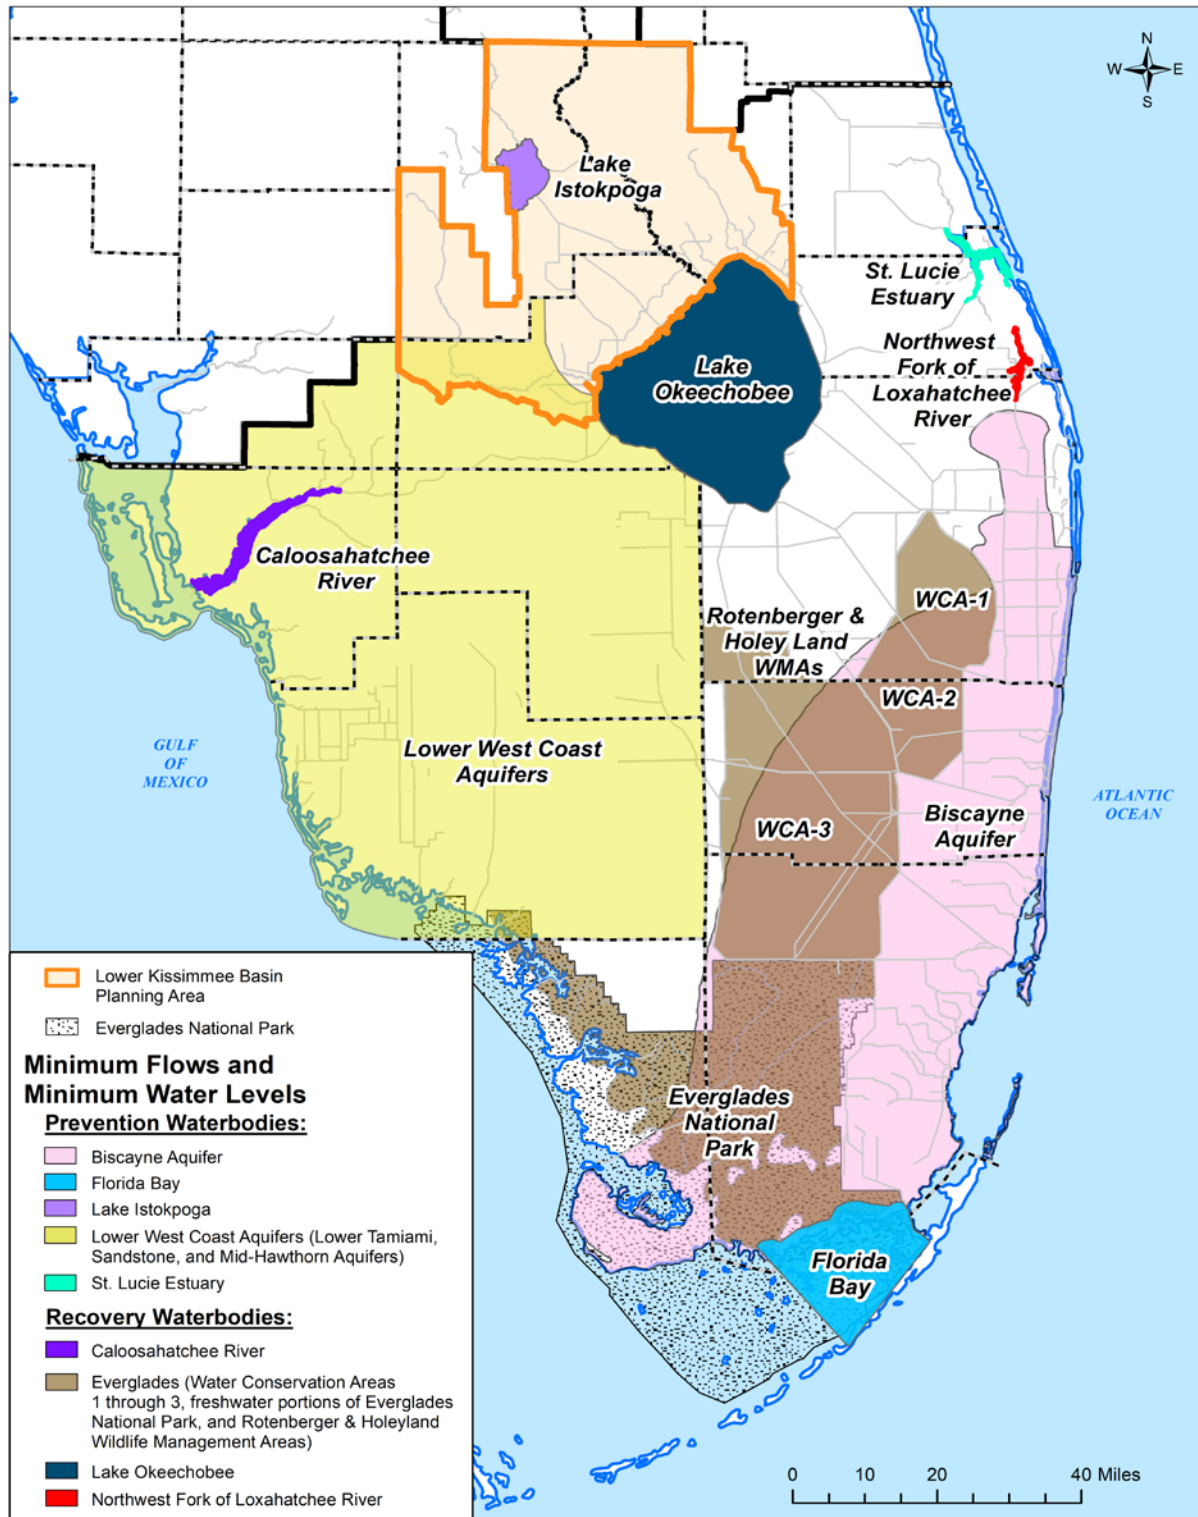 N
W E
S
Lake
Istokpoga
St. Lucie
Estuary
Northwest
Fork of
Loxahatchee
River
Lake
Okeechobee
Caloosahatchee
River
WCA-1
Rotenberger &
Holey Land
WMAs
WCA-2
Lower West Coast
Aquifers
GULF
OF
MEXICO
ATLANTIC
OCEAN
WCA-3
Biscayne
Aquifer
Everglades
National
Park
Florida
Bay
Lower Kissimmee Basin
Planning Area
Everglades National Park
Minimum Flows and
Minimum Water Levels
Prevention Waterbodies:
Biscayne Aquifer
Florida Bay
Lake Istokpoga
Lower West Coast Aquifers (Lower Tamiami,
Sandstone, and Mid-Hawthorn Aquifers)
St. Lucie Estuary
Recovery Waterbodies:
Caloosahatchee River
Everglades (Water Conservation Areas
1 through 3, freshwater portions of Everglades
National Park, and Rotenberger & Holeyland
Wildlife Management Areas)
Lake Okeechobee
Northwest Fork of Loxahatchee River
0 10 20 40 Miles